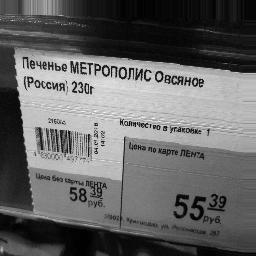 Печенье МЕТРОПОЛИС Овсяное
(Россия) 230г
Количество в упаковке 1
Цена по карте ЛЕНТА
55 39
руб.
Цена без карты ЛЕНТА
58 39
руб.